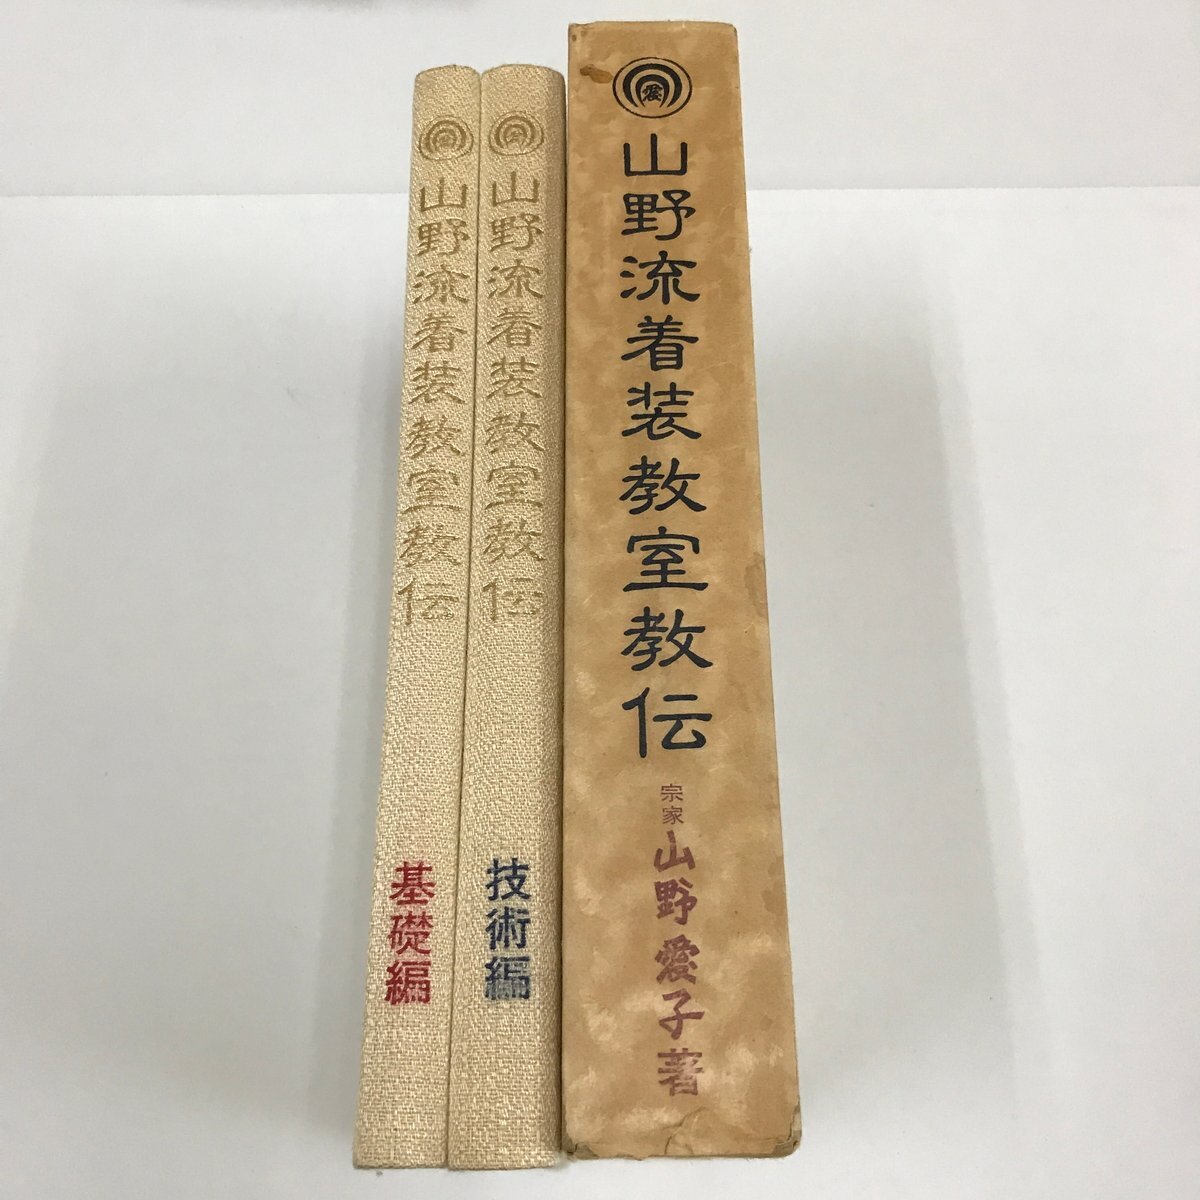 愛
山野流着装教室教伝
宗家
山野愛子著
山野流着装教室教伝
技術編
山野流着装教室教伝
基礎編